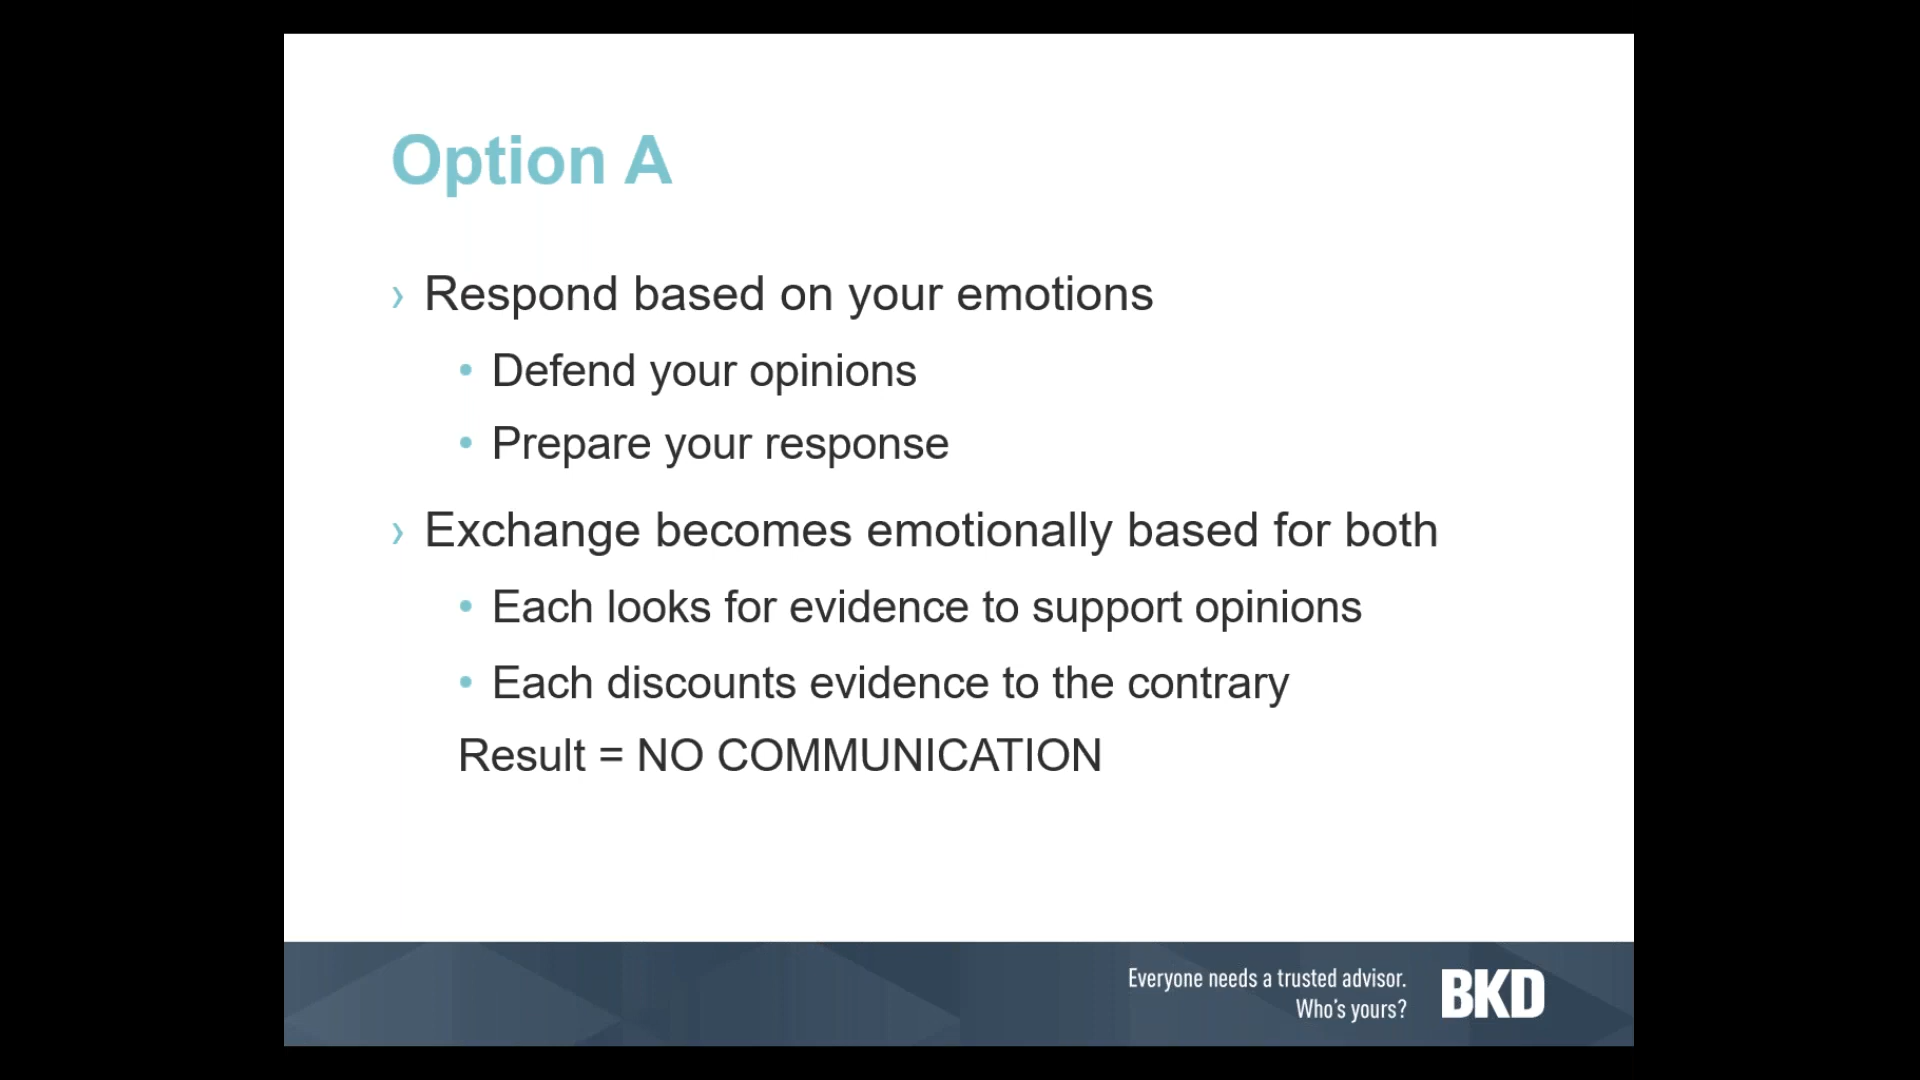 Option A
› Respond based on your emotions
• Defend your opinions
• Prepare your response
› Exchange becomes emotionally based for both
• Each looks for evidence to support opinions
• Each discounts evidence to the contrary
Result = NO COMMUNICATION
Everyone needs a trusted advisor.
Who's yours?
BKD